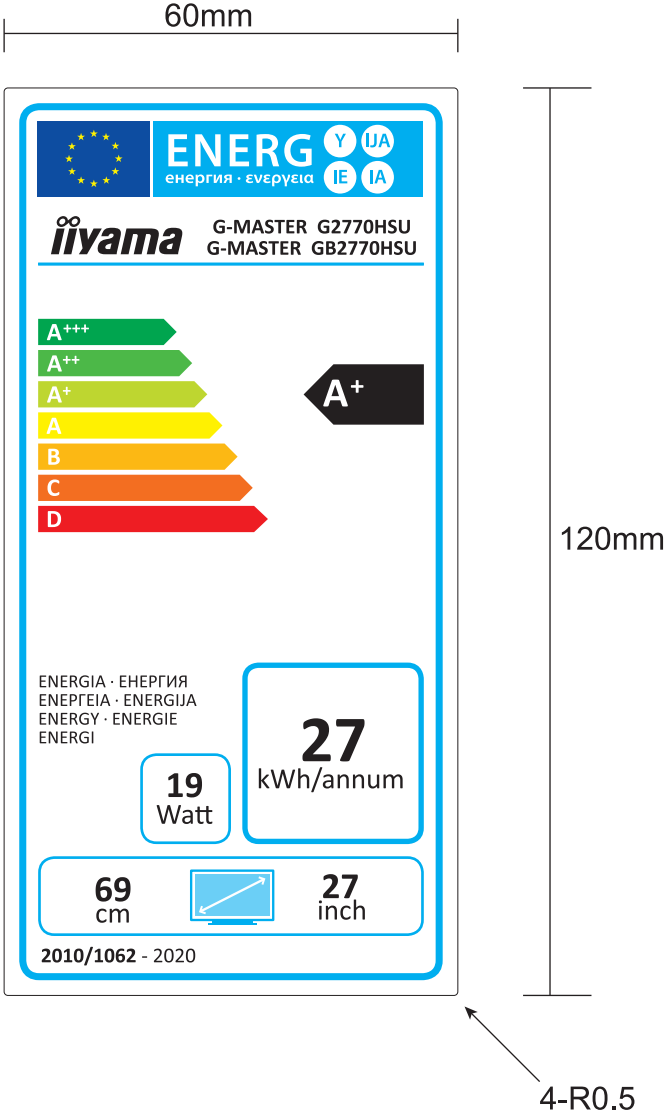 60mm
ENERG Y IJA
енергия · ενεργεια IE IA
iiyama
G-MASTER G2770HSU
G-MASTER GB2770HSU
A+++
A++
A+
A
B
C
D
A+
120mm
ENERGIA · ЕНЕРГИЯ
ΕΝΕΡΓΕΙΑ · ENERGIJA
ENERGY · ENERGIE
ENERGI
27
kWh/annum
19
Watt
69
cm
27
inch
2010/1062 - 2020
4-R0.5